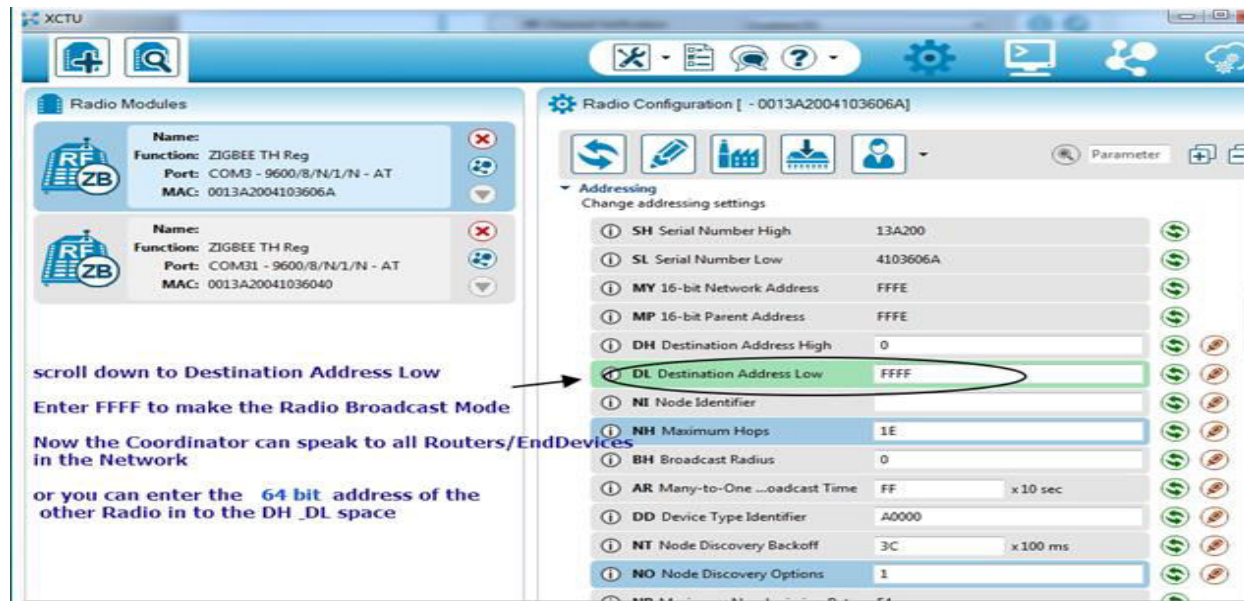 XCTU
Radio Modules
Name:
Function: ZIGBEE TH Reg
Port: COM3 - 9600/8/N/1/N - AT
MAC: 0013A2004103606A
Name:
Function: ZIGBEE TH Reg
Port: COM31 - 9600/8/N/1/N - AT
MAC: 0013A20041036040
RF
ZB
RF
ZB
scroll down to Destination Address Low
Enter FFFF to make the Radio Broadcast Mode
Now the Coordinator can speak to all Routers/EndDevices
in the Network
or you can enter the 64 bit address of the
other Radio in to the DH _DL space
Radio Configuration [ - 0013A2004103606A]
Parameter
Addressing
Change addressing settings
SH Serial Number High 13A200
SL Serial Number Low 4103606A
MY 16-bit Network Address FFFE
MP 16-bit Parent Address FFFE
DH Destination Address High 0
DL Destination Address Low FFFF
NI Node Identifier
NH Maximum Hops 1E
BH Broadcast Radius 0
AR Many-to-One ...oadcast Time FF x 10 sec
DD Device Type Identifier A0000
NT Node Discovery Backoff 3C x 100 ms
NO Node Discovery Options 1